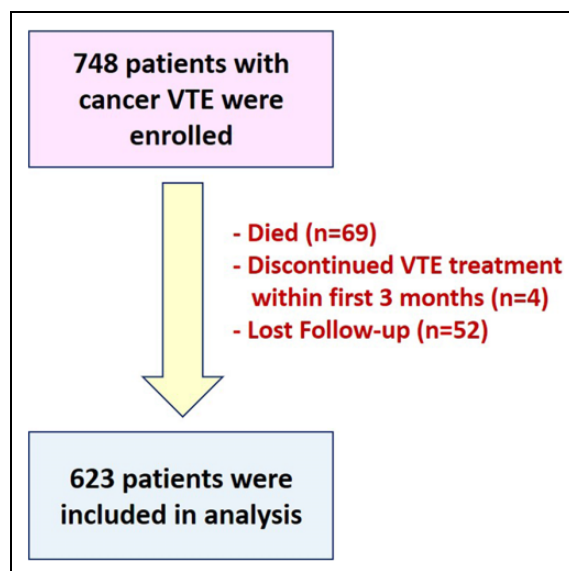 748 patients with
cancer VTE were
enrolled
- Died (n=69)
- Discontinued VTE treatment
within first 3 months (n=4)
- Lost Follow-up (n=52)
623 patients were
included in analysis